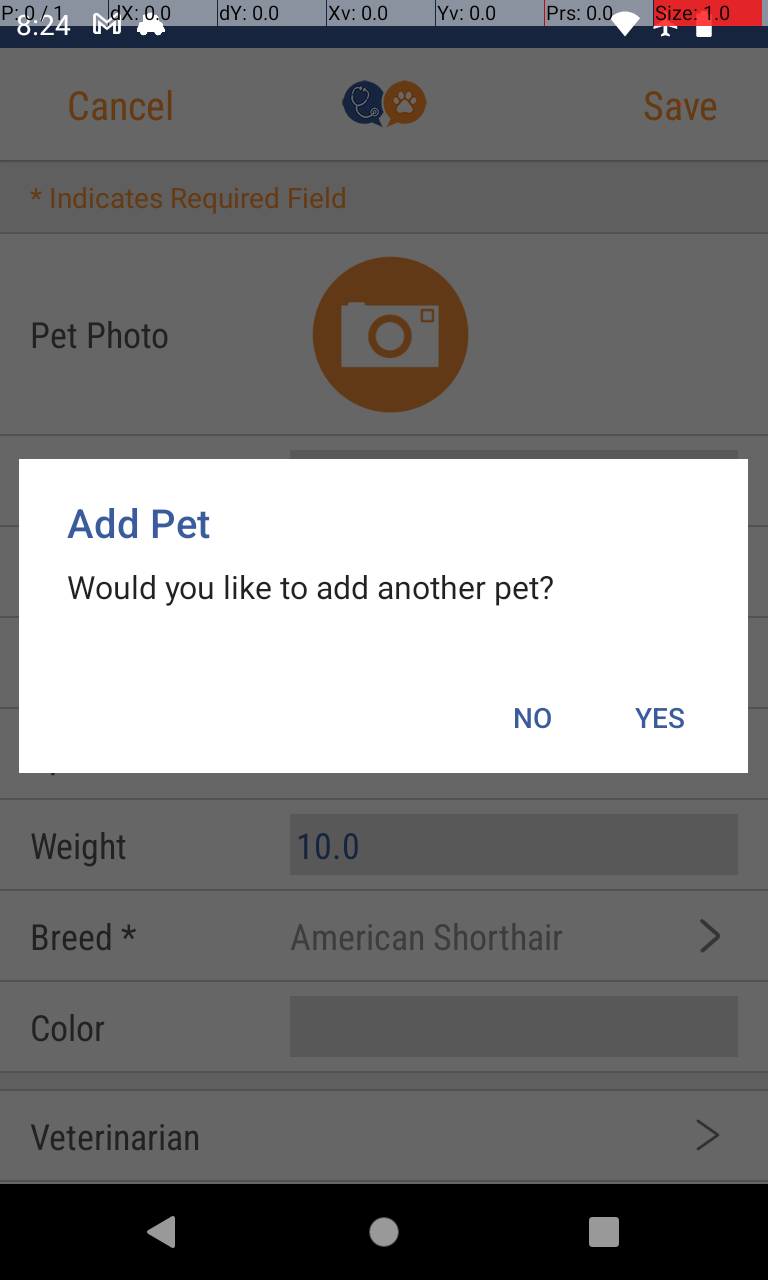 P: 0 / 1 dX: 0.0 dY: 0.0 Xv: 0.0 Yv: 0.0 Prs: 0.0 Size: 1.0
8:24
Cancel Save
* Indicates Required Field
Pet Photo
Add Pet
Would you like to add another pet?
NO YES
Weight 10.0
Breed * American Shorthair
Color
Veterinarian